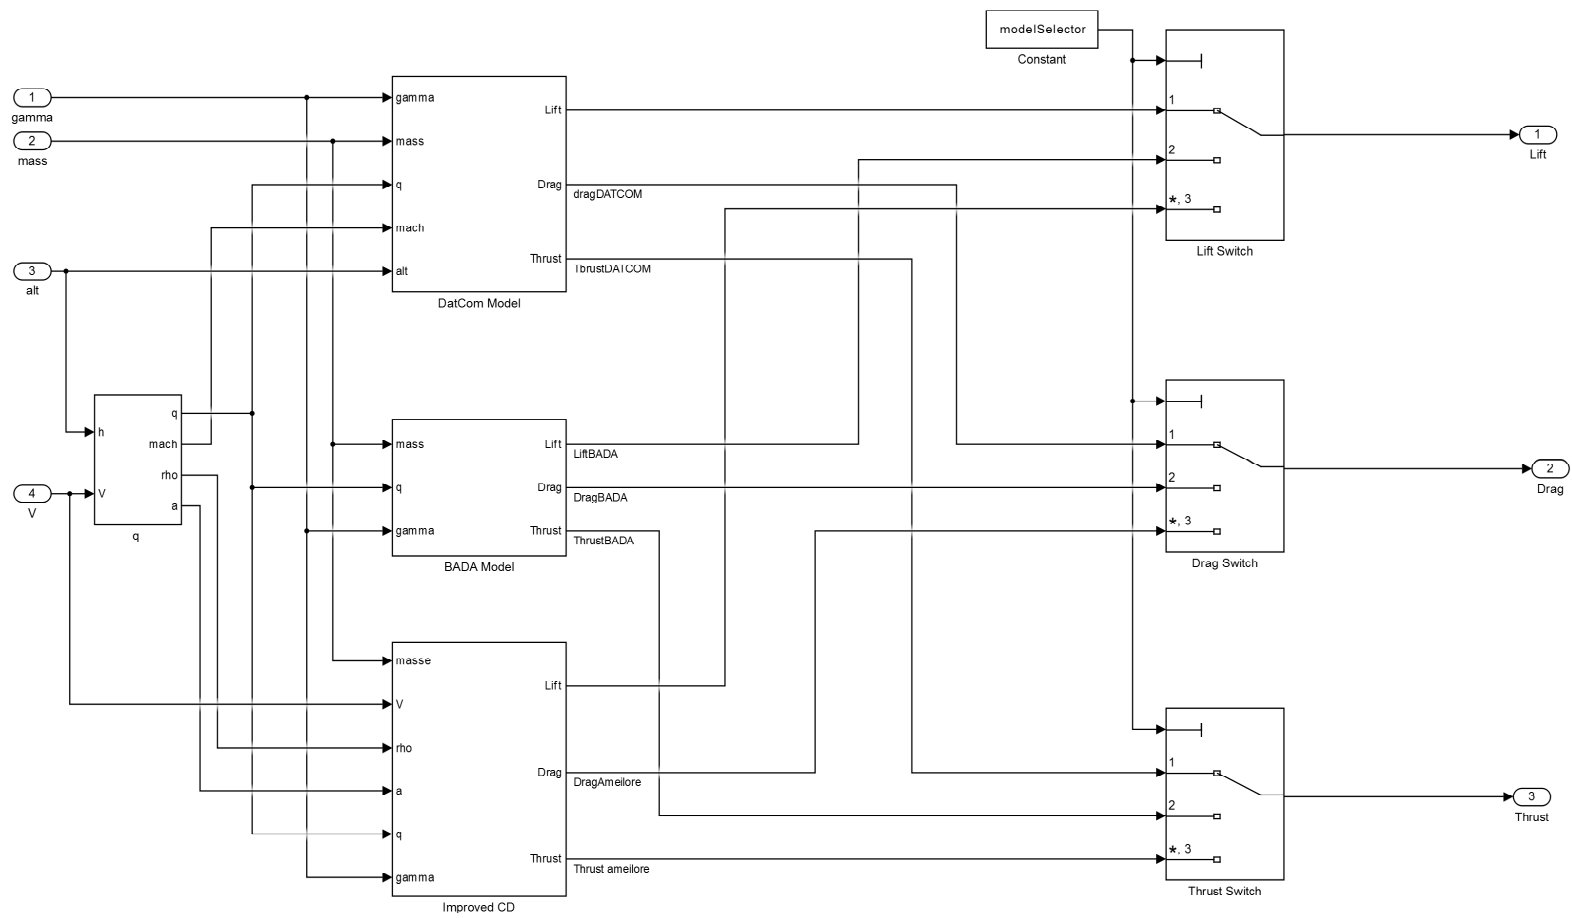 modelSelector
Constant
1
gamma
2
mass
3
alt
4
V
h
V
q
mach
rho
a
q
gamma
mass
q
mach
alt
Lift
Drag
Thrust
dragDATCOM
TbrustDATCOM
DatCom Model
mass
q
gamma
Lift
Drag
Thrust
LiftBADA
DragBADA
ThrustBADA
BADA Model
masse
V
rho
a
q
gamma
Lift
Drag
Thrust
DragAmeilore
Thrust ameilore
Improved CD
1
2
*, 3
Lift Switch
1
Lift
1
2
*, 3
Drag Switch
2
Drag
1
2
*, 3
Thrust Switch
3
Thrust